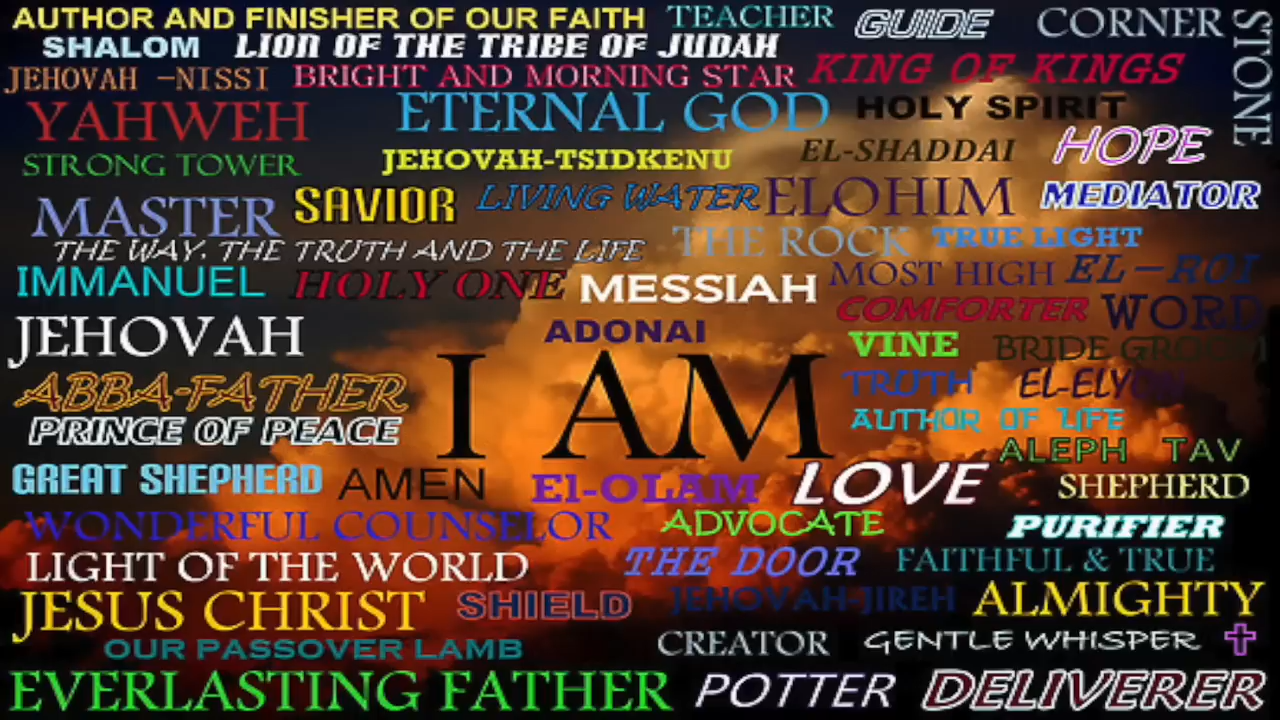 AUTHOR AND FINISHER OF OUR FAITH TEACHER GUIDE CORNER STONE
SHALOM LION OF THE TRIBE OF JUDAH
JEHOVAH -NISSI BRIGHT AND MORNING STAR KING OF KINGS
YAHWEH ETERNAL GOD HOLY SPIRIT
STRONG TOWER JEHOVAH-TSIDKENU EL-SHADDAI HOPE
MASTER SAVIOR LIVING WATER ELOHIM MEDIATOR
THE WAY, THE TRUTH AND THE LIFE THE ROCK TRUE LIGHT
IMMANUEL HOLY ONE MESSIAH MOST HIGH EL-ROI
COMFORTER WORD
JEHOVAH ADONAI VINE BRIDE GROOM
ABBA-FATHER I AM TRUTH EL-ELYON
PRINCE OF PEACE AUTHOR OF LIFE
ALEPH TAV
GREAT SHEPHERD AMEN El-OLAM LOVE SHEPHERD
WONDERFUL COUNSELOR ADVOCATE PURIFIER
LIGHT OF THE WORLD THE DOOR FAITHFUL & TRUE
JESUS CHRIST SHIELD JEHOVAH-JIREH ALMIGHTY
OUR PASSOVER LAMB CREATOR GENTLE WHISPER
EVERLASTING FATHER POTTER DELIVERER